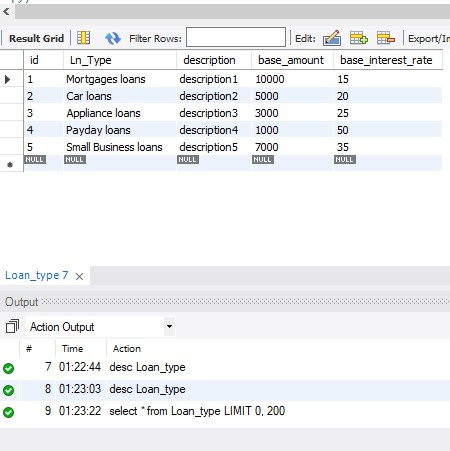 Result Grid Filter Rows: Edit: Export/Im
id Ln_Type description base_amount base_interest_rate
1 Mortgages loans description1 10000 15
2 Car loans description2 5000 20
3 Appliance loans description3 3000 25
4 Payday loans description4 1000 50
5 Small Business loans description5 7000 35
NULL NULL NULL NULL NULL
Loan_type 7
Output
Action Output
# Time Action
7 01:22:44 desc Loan_type
8 01:23:03 desc Loan_type
9 01:23:22 select * from Loan_type LIMIT 0, 200